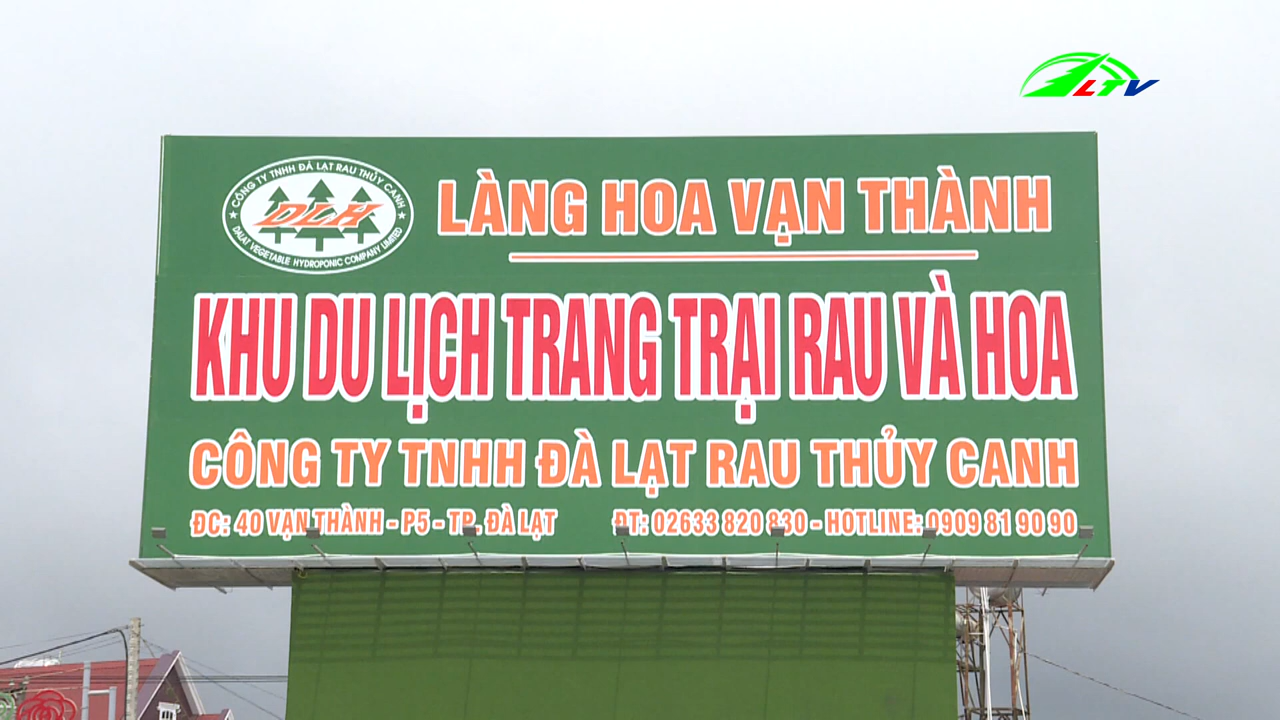 LTV
CÔNG TY TNHH ĐÀ LẠT RAU THỦY CANH
DLH
DALAT VEGETABLE HYDROPONIC COMPANY LIMITED
LÀNG HOA VẠN THÀNH
KHU DU LỊCH TRANG TRẠI RAU VÀ HOA
CÔNG TY TNHH ĐÀ LẠT RAU THỦY CANH
ĐC: 40 VẠN THÀNH - P5 - TP. ĐÀ LẠT ĐT: 02633 820 830 - HOTLINE: 0909 81 90 90